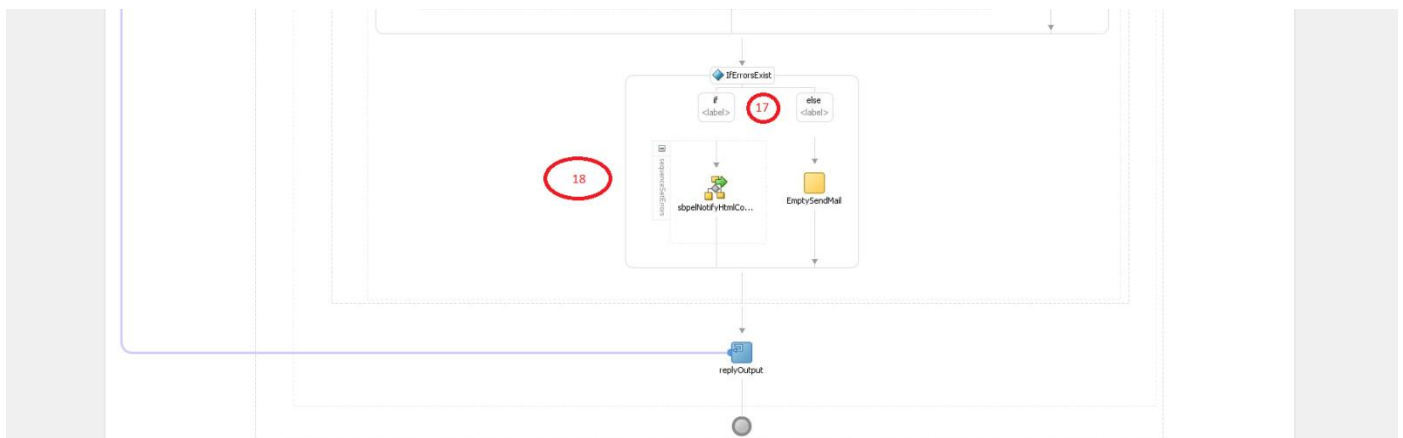 IfErrorsExist
if
<label>
17
else
<label>
18
sequenceSetErrors
sbpelNotifyHtmlCo...
EmptySendMail
replyOutput